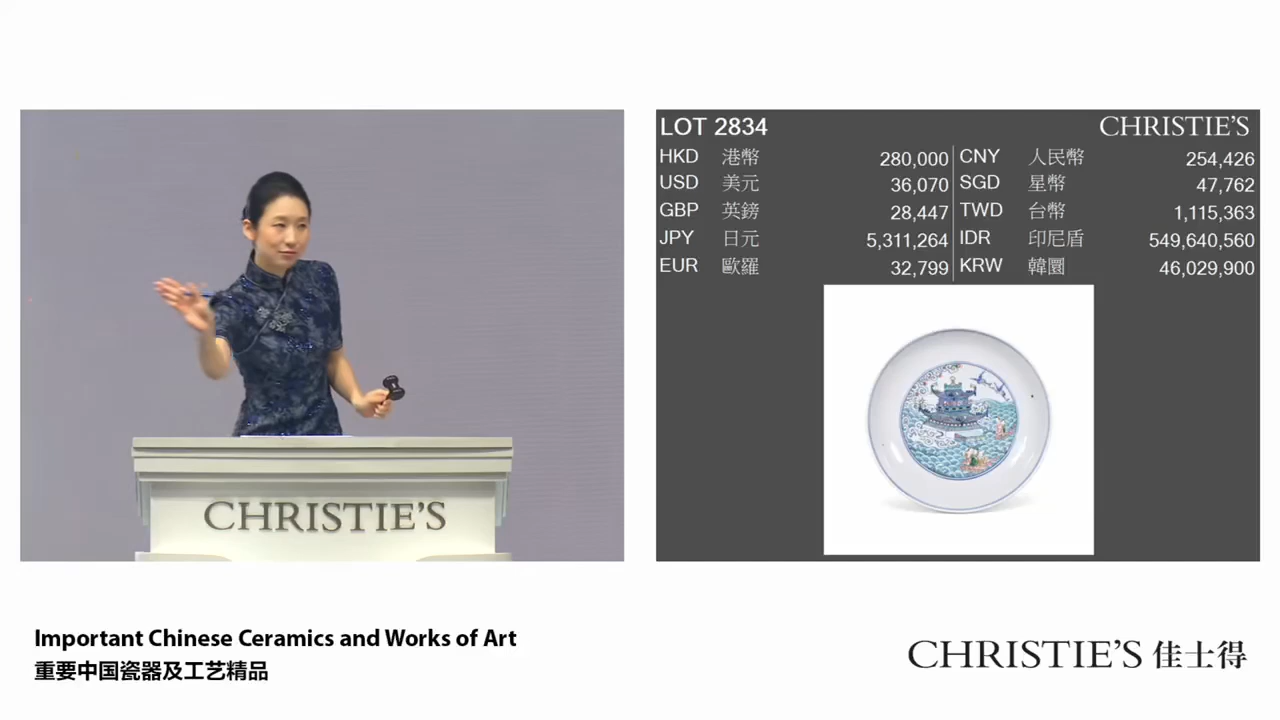 LOT 2834 CHRISTIE'S
HKD 港幣 280,000 CNY 人民幣 254,426
USD 美元 36,070 SGD 星幣 47,762
GBP 英鎊 28,447 TWD 台幣 1,115,363
JPY 日元 5,311,264 IDR 印尼盾 549,640,560
EUR 歐羅 32,799 KRW 韓圜 46,029,900
CHRISTIE'S
Important Chinese Ceramics and Works of Art
重要中国瓷器及工艺精品
CHRISTIE'S 佳士得